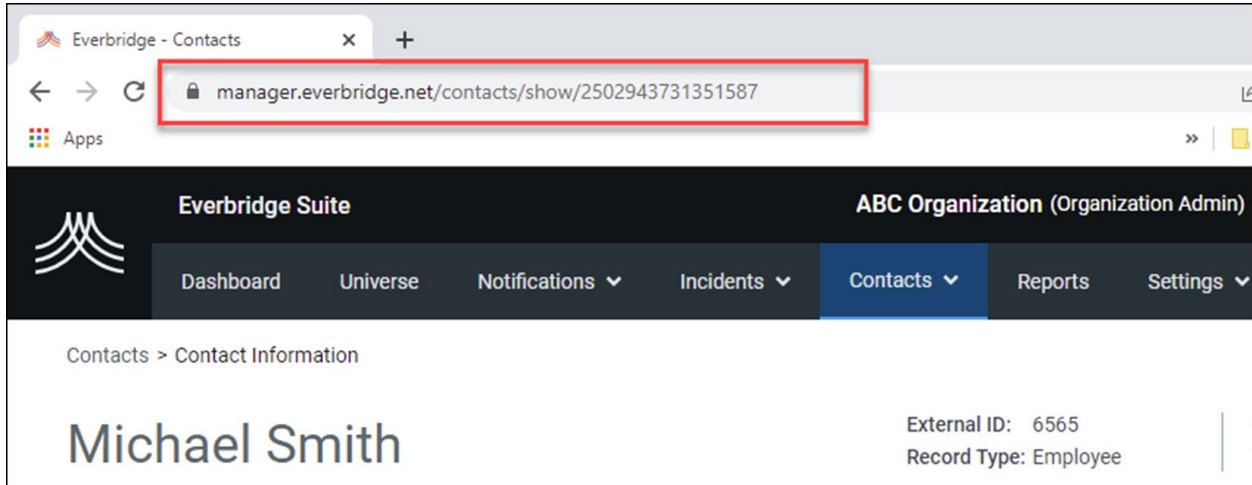 Everbridge - Contacts
manager.everbridge.net/contacts/show/2502943731351587
Apps
»
Everbridge Suite
ABC Organization (Organization Admin)
Dashboard Universe Notifications Incidents Contacts Reports Settings
Contacts > Contact Information
Michael Smith
External ID: 6565
Record Type: Employee